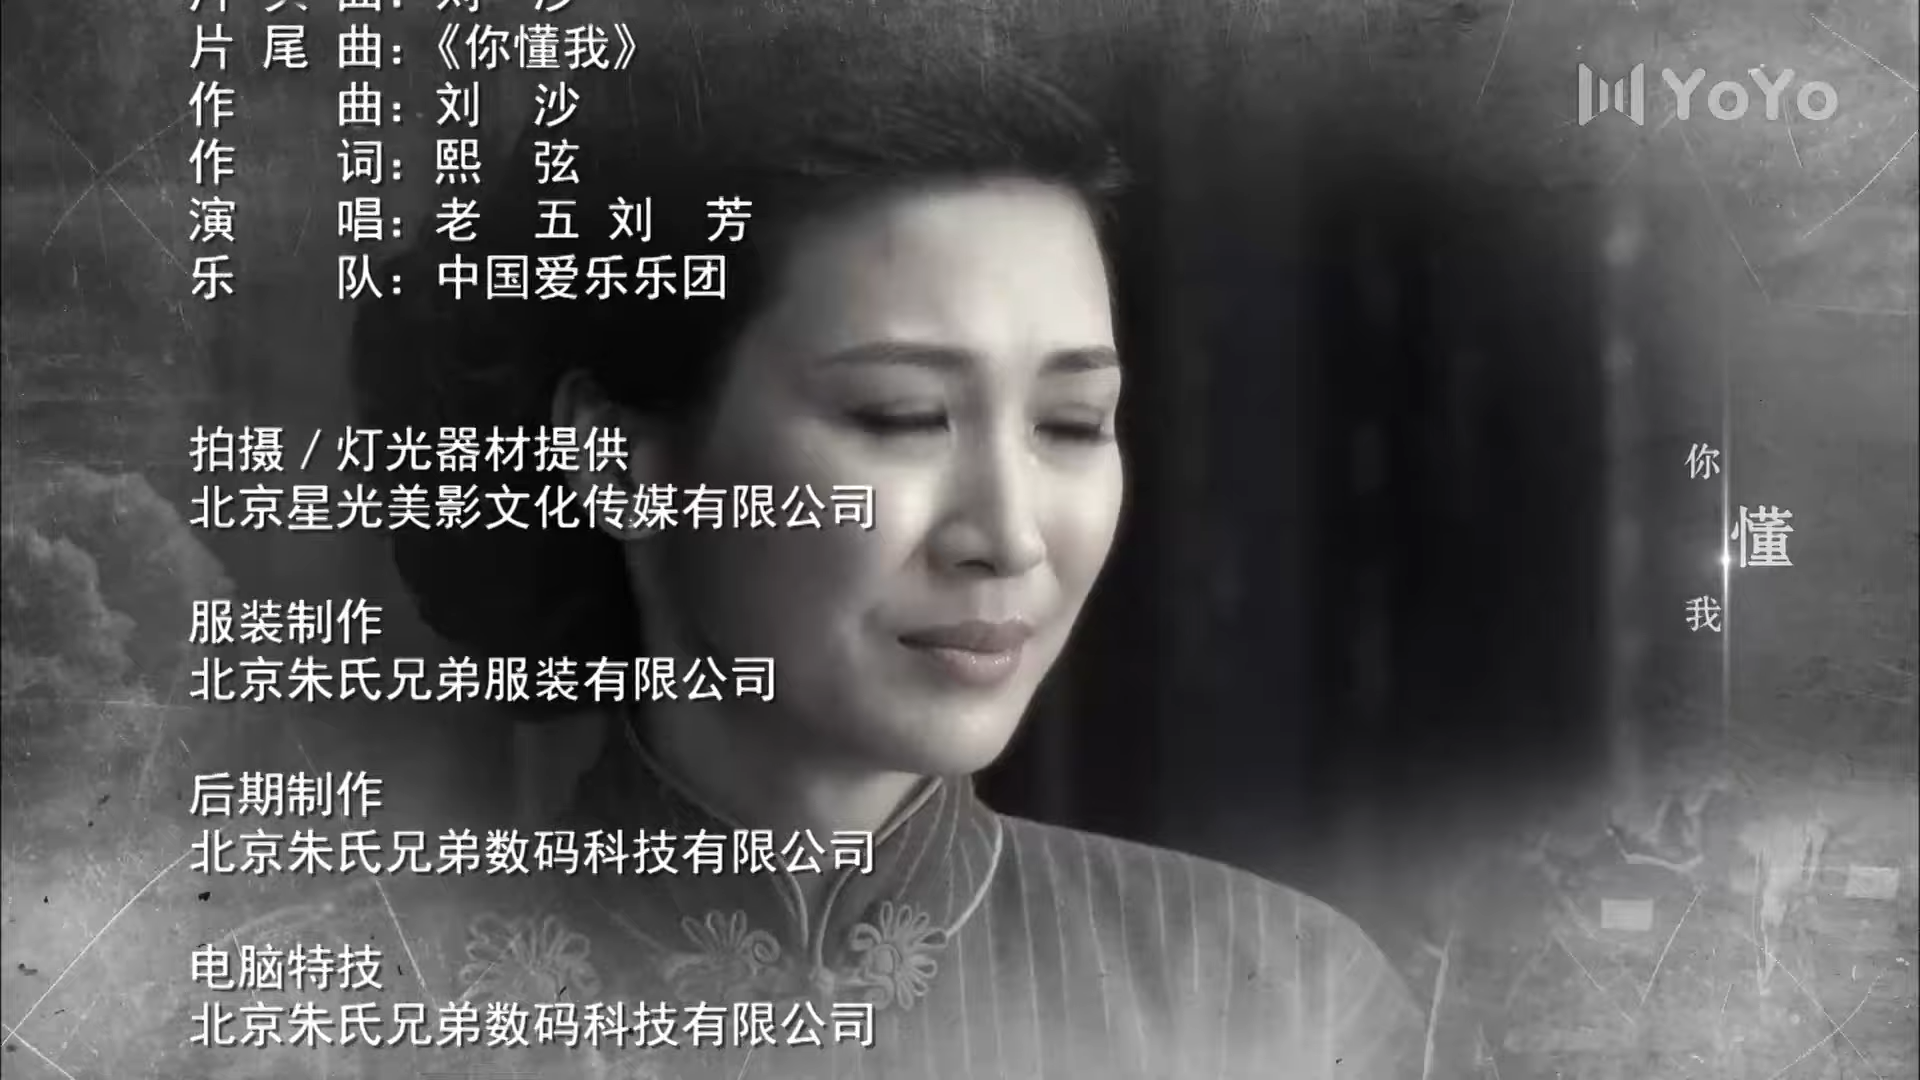 片尾曲：《你懂我》
作曲：刘沙
作词：熙弦
演唱：老五 刘芳
乐队：中国爱乐乐团
拍摄/灯光器材提供
北京星光美影文化传媒有限公司
服装制作
北京朱氏兄弟服装有限公司
后期制作
北京朱氏兄弟数码科技有限公司
电脑特技
北京朱氏兄弟数码科技有限公司
YoYo
你懂我